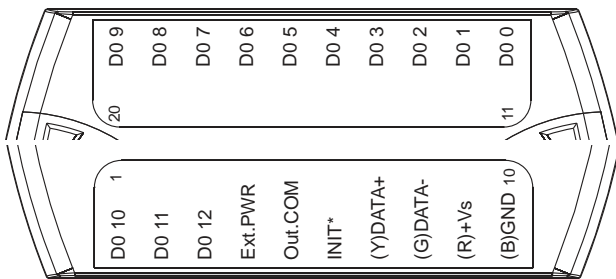 D0 9
D0 8
D0 7
D0 6
D0 5
D0 4
D0 3
D0 2
D0 1
D0 0
20
11
1
10
D0 10
D0 11
D0 12
Ext.PWR
Out.COM
INIT*
(Y)DATA+
(G)DATA-
(R)+Vs
(B)GND